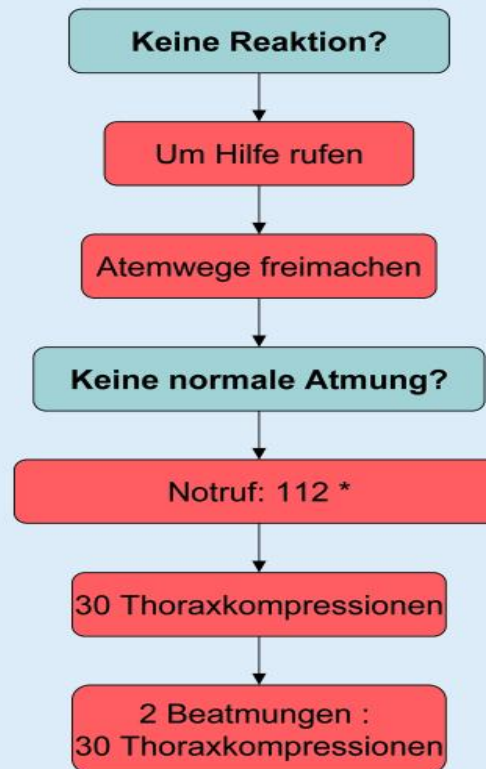 Keine Reaktion?
Um Hilfe rufen
Atemwege freimachen
Keine normale Atmung?
Notruf: 112 *
30 Thoraxkompressionen
2 Beatmungen :
30 Thoraxkompressionen